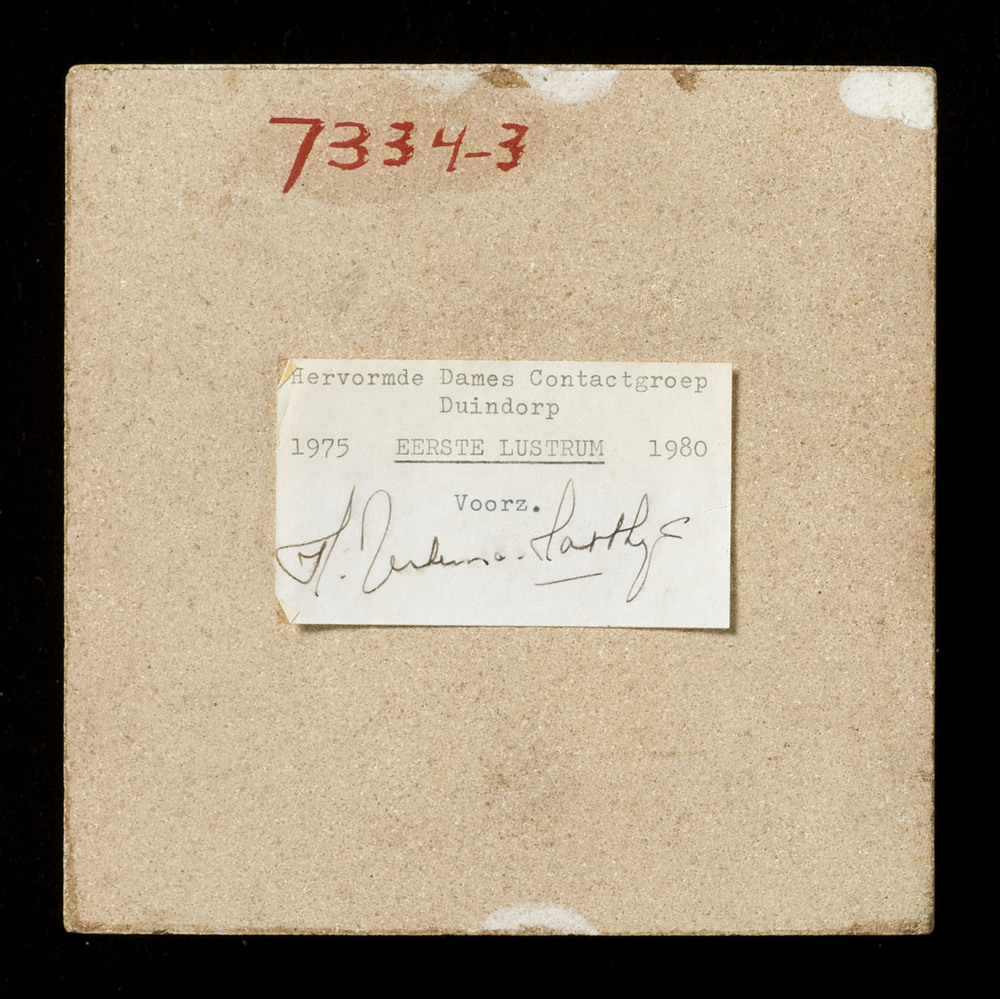 7334-3
Hervormde Dames Contactgroep
Duindorp
1975 EERSTE LUSTRUM 1980
Voorz.
H.